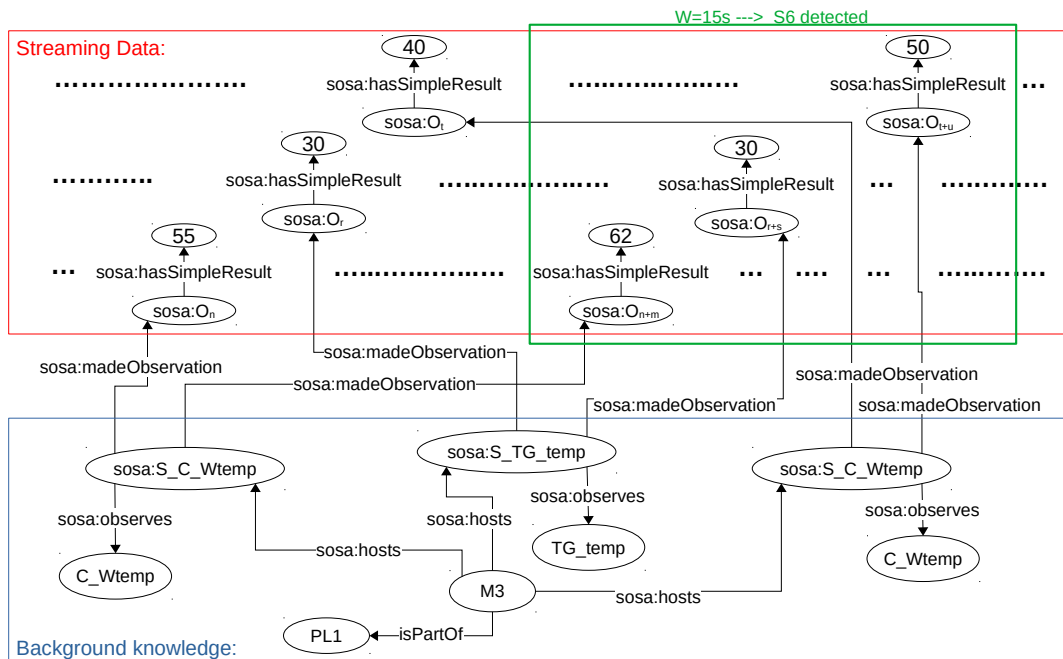 W=15s ---> S6 detected
Streaming Data:
40
50
sosa:hasSimpleResult
sosa:hasSimpleResult
sosa:Oₜ
sosa:Oₜ₊ᵤ
30
30
sosa:hasSimpleResult
sosa:hasSimpleResult
sosa:Oᵣ
sosa:Oᵣ₊ₛ
55
62
sosa:hasSimpleResult
sosa:hasSimpleResult
sosa:Oₙ
sosa:Oₙ₊ₘ
sosa:madeObservation
sosa:madeObservation
sosa:madeObservation
sosa:madeObservation
sosa:madeObservation
sosa:madeObservation
sosa:S_C_Wtemp
sosa:S_TG_temp
sosa:S_C_Wtemp
sosa:observes
sosa:hosts
sosa:observes
sosa:observes
sosa:hosts
C_Wtemp
TG_temp
C_Wtemp
M3
sosa:hosts
PL1
isPartOf
Background knowledge: